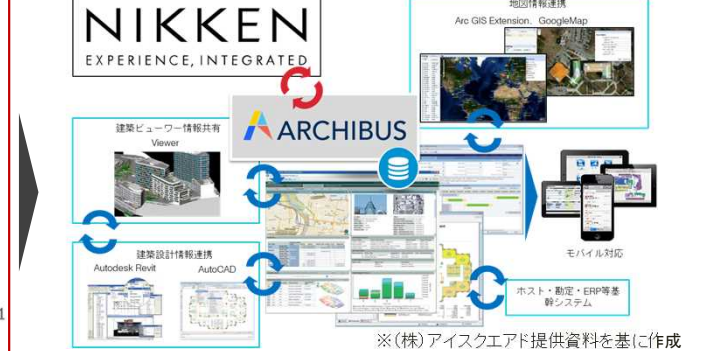 NIKKEN
EXPERIENCE, INTEGRATED
地図情報連携
Arc GIS Extension、GoogleMap
ARCHIBUS
建築ビューワー情報共有
Viewer
建築設計情報連携
Autodesk Revit
AutoCAD
モバイル対応
ホスト・勘定・ERP等基
幹システム
※(株)アイスクエアド提供資料を基に作成
1